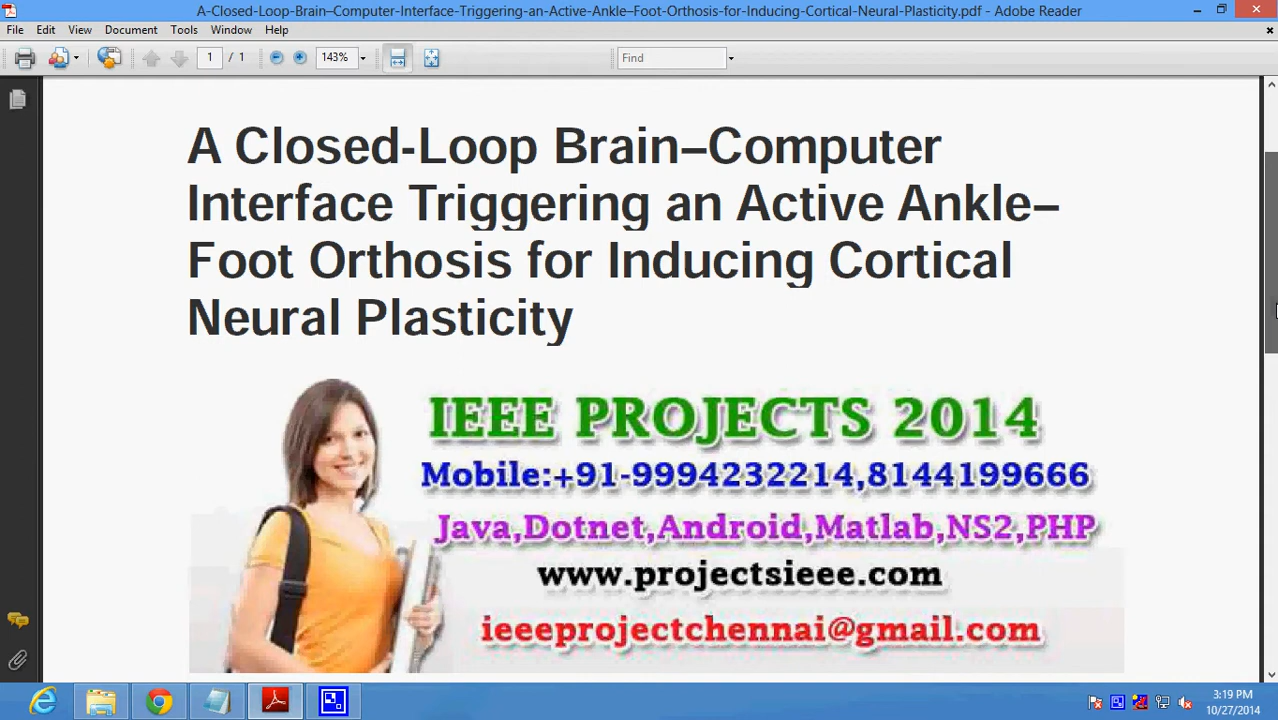 A-Closed-Loop-Brain–Computer-Interface-Triggering-an-Active-Ankle–Foot-Orthosis-for-Inducing-Cortical-Neural-Plasticity.pdf - Adobe Reader
File Edit View Document Tools Window Help
1 / 1 143% Find
A Closed-Loop Brain–Computer
Interface Triggering an Active Ankle–
Foot Orthosis for Inducing Cortical
Neural Plasticity
IEEE PROJECTS 2014
Mobile:+91-9994232214,8144199666
Java,Dotnet,Android,Matlab,NS2,PHP
www.projectsieee.com
ieeeprojectchennai@gmail.com
3:19 PM
10/27/2014